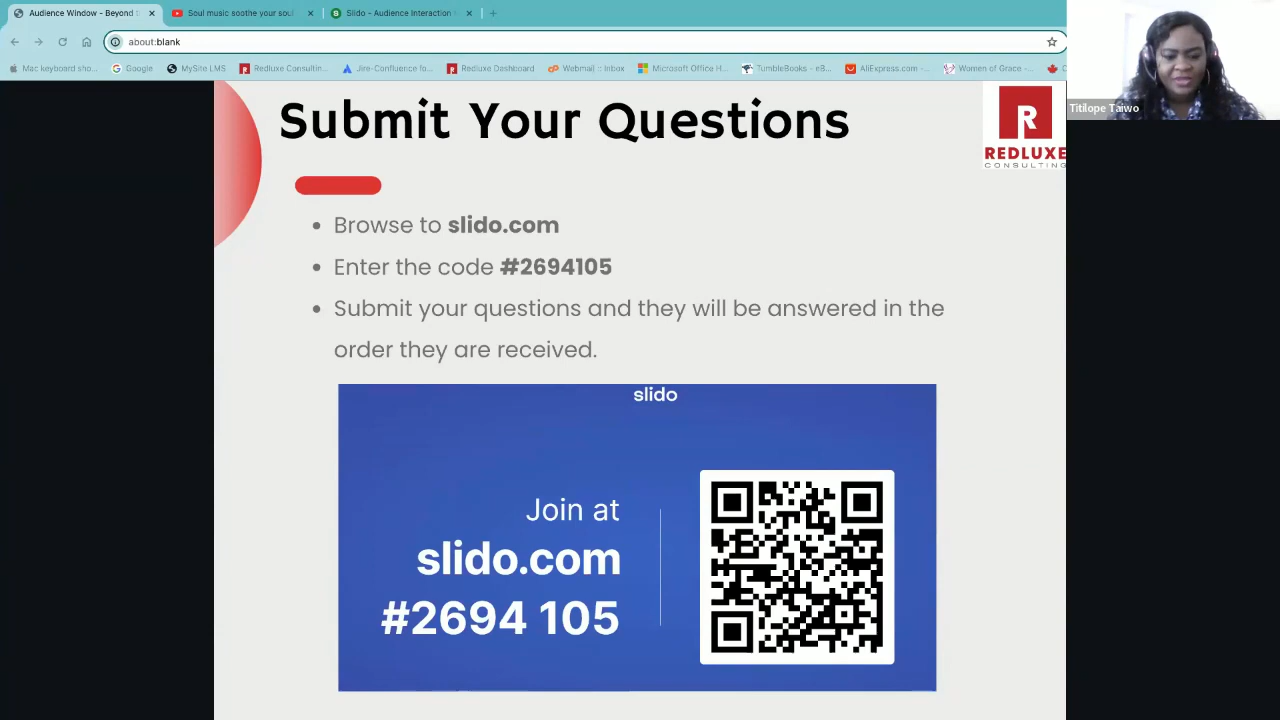 Audience Window - Beyond
Soul music soothe your soul
Slido - Audience Interaction
about:blank
Mac keyboard sho...
Google
MySite LMS
Redluxe Consultin...
Jira-Confluence fo...
Redluxe Dashboard
Webmail :: Inbox
Microsoft Office H...
TumbleBooks - eB...
AliExpress.com -...
Women of Grace -...
Titilope Taiwo
Submit Your Questions
R
REDLUXE
CONSULTING
• Browse to slido.com
• Enter the code #2694105
• Submit your questions and they will be answered in the
order they are received.
slido
Join at
slido.com
#2694 105